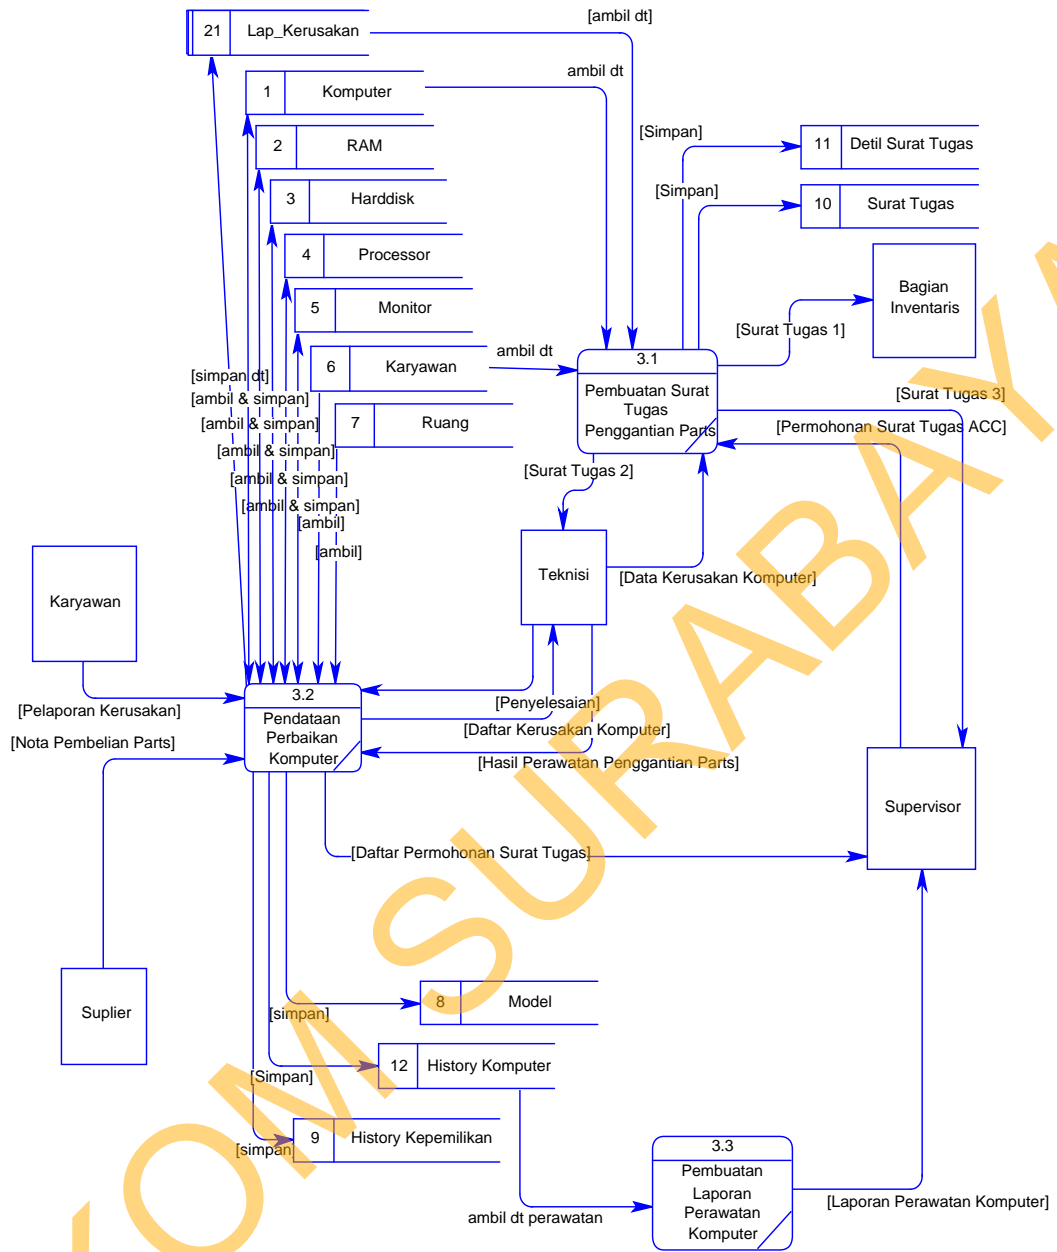 21 Lap_Kerusakan
[ambil dt]
1 Komputer
ambil dt
2 RAM
[Simpan]
11 Detil Surat Tugas
3 Harddisk
[Simpan]
10 Surat Tugas
4 Processor
Bagian
Inventaris
5 Monitor
[Surat Tugas 1]
6 Karyawan
ambil dt
3.1
Pembuatan Surat
Tugas
Penggantian Parts
[simpan dt]
[ambil & simpan]
[ambil & simpan]
[ambil & simpan]
[ambil & simpan]
[ambil & simpan]
[ambil]
[ambil]
7 Ruang
[Surat Tugas 3]
[Permohonan Surat Tugas ACC]
[Surat Tugas 2]
Teknisi
[Data Kerusakan Komputer]
Karyawan
[Pelaporan Kerusakan]
[Nota Pembelian Parts]
3.2
Pendataan
Perbaikan
Komputer
[Penyelesaian]
[Daftar Kerusakan Komputer]
[Hasil Perawatan Penggantian Parts]
Supervisor
[Daftar Permohonan Surat Tugas]
Suplier
[simpan]
8 Model
[Simpan]
12 History Komputer
[simpan]
9 History Kepemilikan
ambil dt perawatan
3.3
Pembuatan
Laporan
Perawatan
Komputer
[Laporan Perawatan Komputer]
KOM SURABAYA